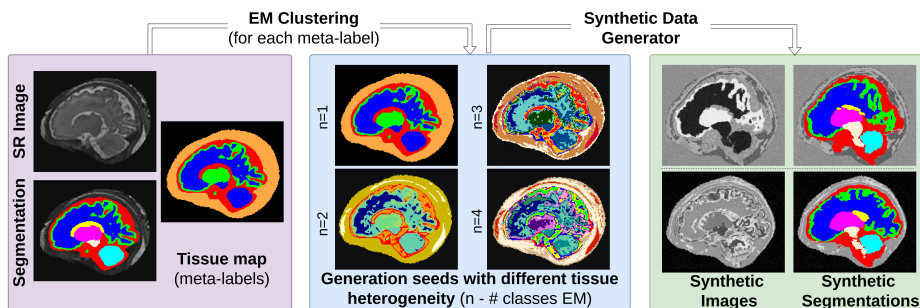 EM Clustering
(for each meta-label)
Synthetic Data
Generator
SR Image
Segmentation
Tissue map
(meta-labels)
n=1
n=3
n=2
n=4
Generation seeds with different tissue
heterogeneity (n - # classes EM)
Synthetic
Images
Synthetic
Segmentations